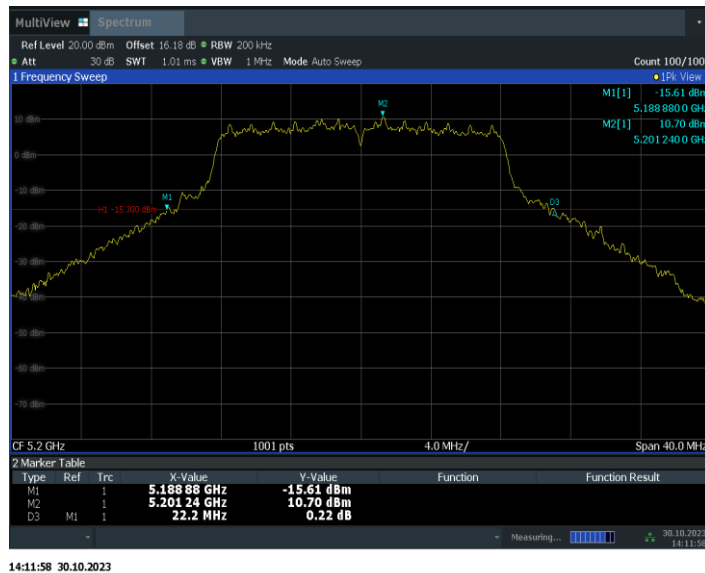 MultiView Spectrum
Ref Level 20.00 dBm Offset 16.18 dB RBW 200 kHz
Att 30 dB SWT 1.01 ms VBW 1 MHz Mode Auto Sweep Count 100/100
1 Frequency Sweep 1Pk View
M1[1] -15.61 dBm
5.188 880 0 GHz
M2[1] 10.70 dBm
5.201 240 0 GHz
M2
10 dBm
0 dBm
-10 dBm
M1
D3
H1 -15.300 dBm
-20 dBm
-30 dBm
-40 dBm
-50 dBm
-60 dBm
-70 dBm
CF 5.2 GHz 1001 pts 4.0 MHz/ Span 40.0 MHz
2 Marker Table
Type Ref Trc X-Value Y-Value Function Function Result
M1 1 5.188 88 GHz -15.61 dBm
M2 1 5.201 24 GHz 10.70 dBm
D3 M1 1 22.2 MHz 0.22 dB
Measuring... 30.10.2023
14:11:58
14:11:58 30.10.2023